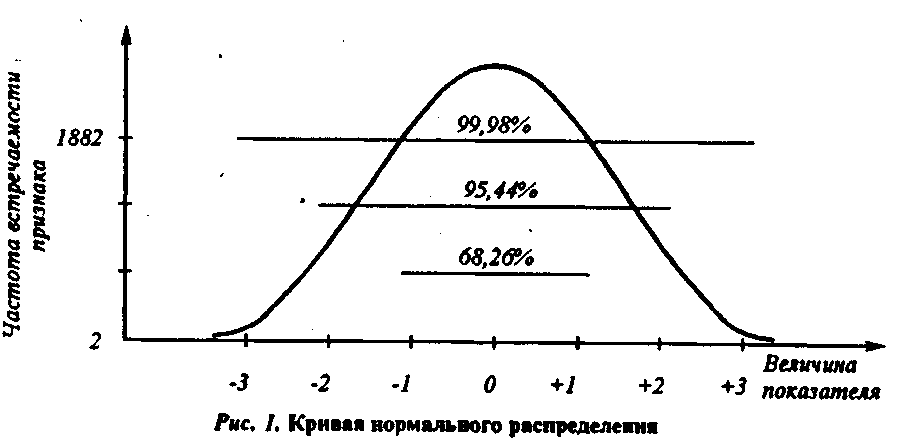 Частота встречаемости
признака
1882
2
99,98%
95,44%
68,26%
-3 -2 -1 0 +1 +2 +3
Величина
показателя
Рис. 1. Кривая нормального распределения